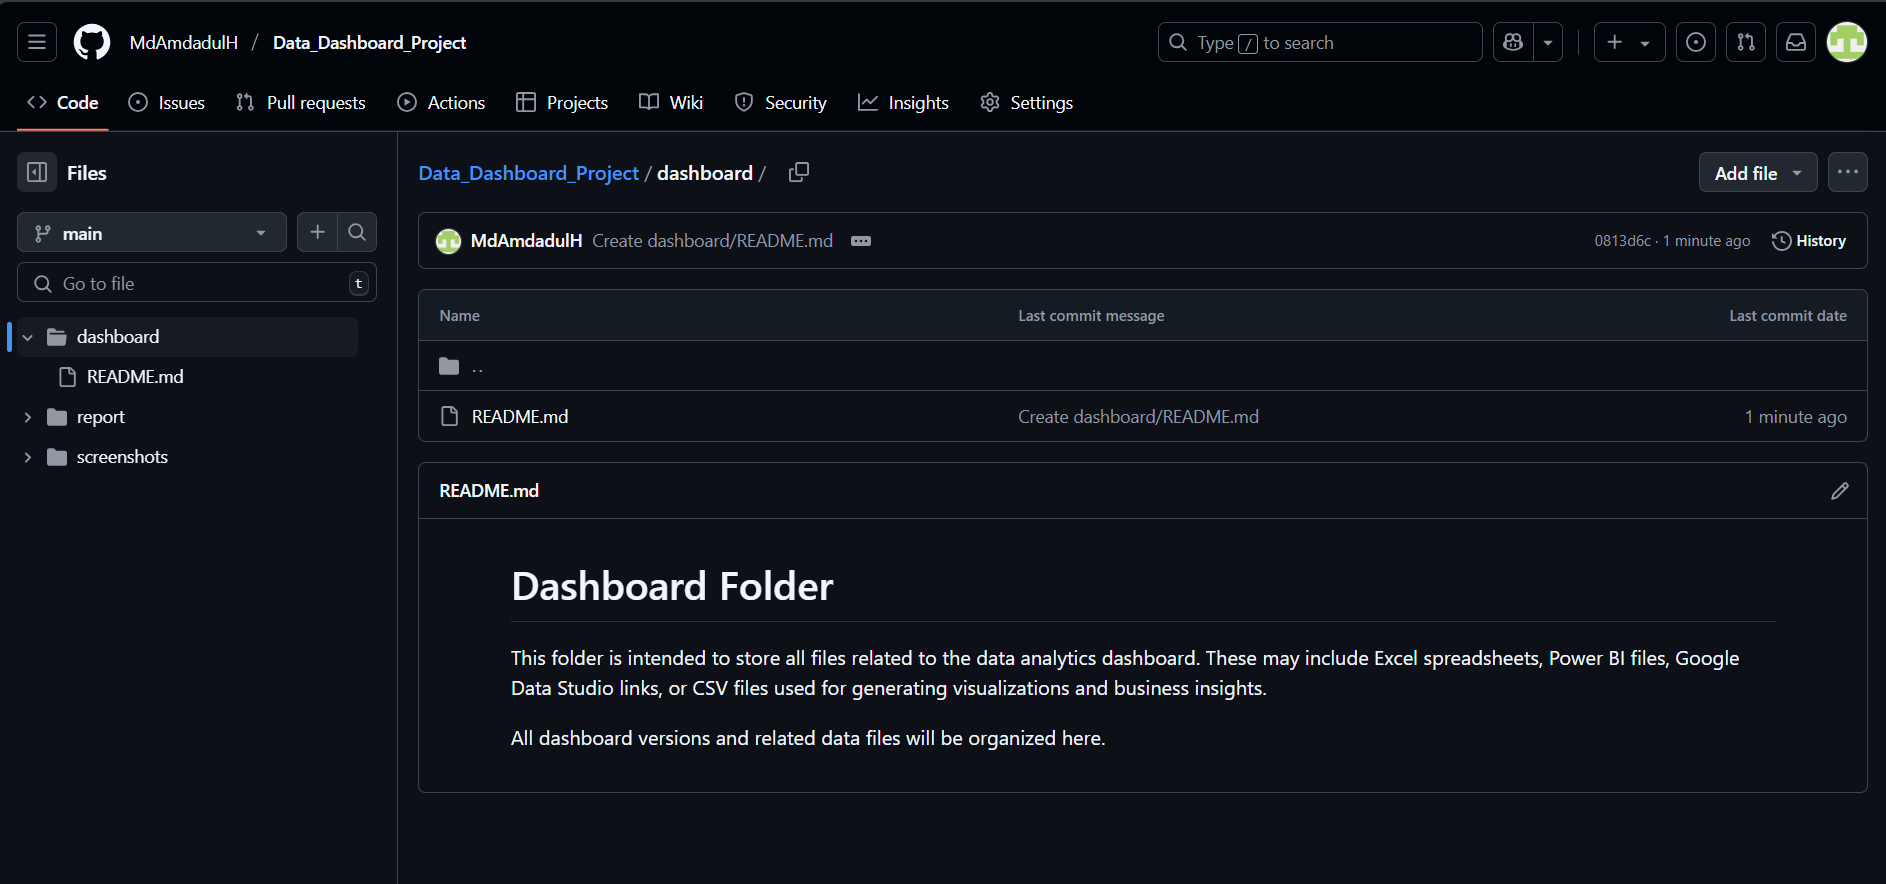 MdAmdadulH / Data_Dashboard_Project
Type / to search
Code
Issues
Pull requests
Actions
Projects
Wiki
Security
Insights
Settings
Files
main
Go to file
t
dashboard
README.md
report
screenshots
Data_Dashboard_Project / dashboard /
Add file
MdAmdadulH Create dashboard/README.md
0813d6c · 1 minute ago
History
Name Last commit message Last commit date
..
README.md Create dashboard/README.md 1 minute ago
README.md
Dashboard Folder
This folder is intended to store all files related to the data analytics dashboard. These may include Excel spreadsheets, Power BI files, Google
Data Studio links, or CSV files used for generating visualizations and business insights.
All dashboard versions and related data files will be organized here.